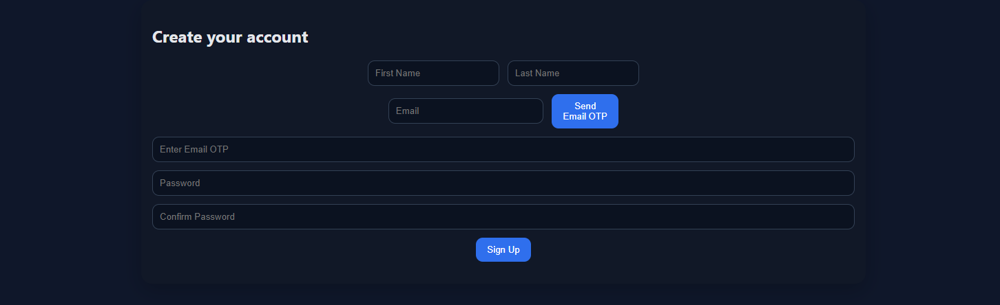 Create your account
First Name Last Name
Email
Send
Email OTP
Enter Email OTP
Password
Confirm Password
Sign Up